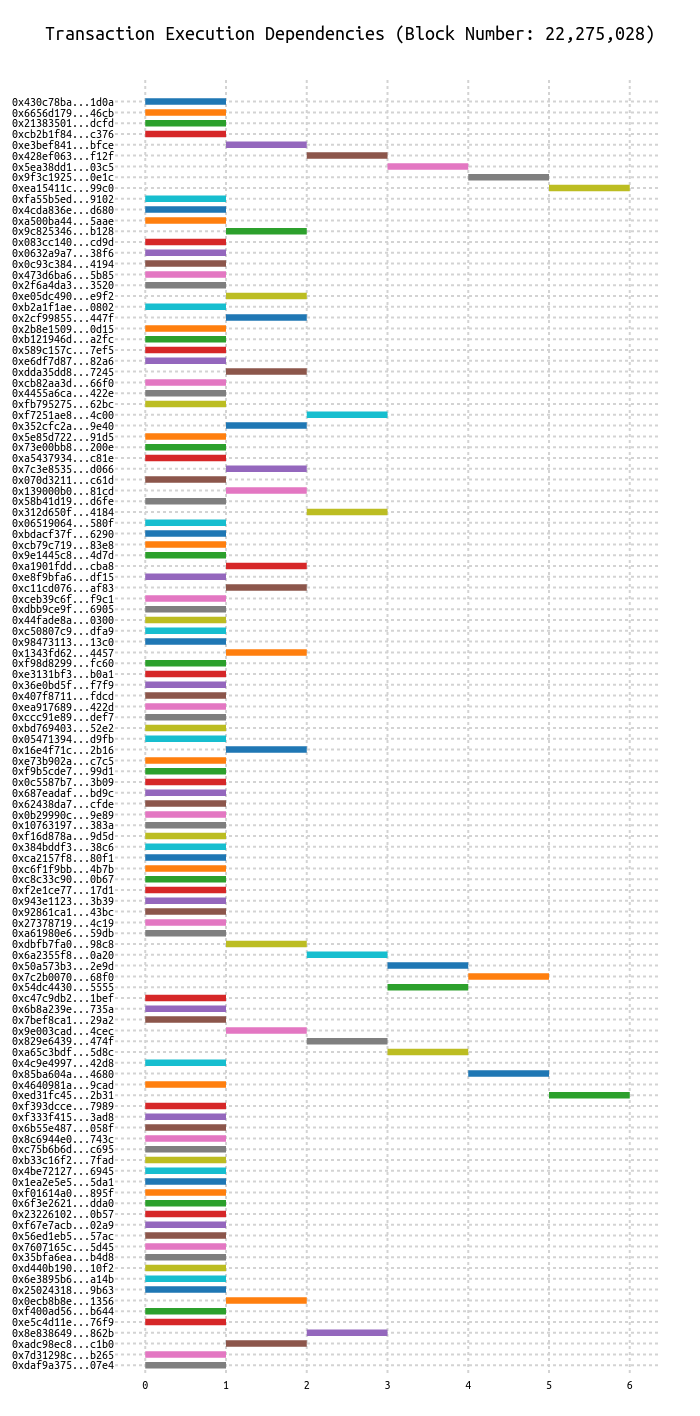 Transaction Execution Dependencies (Block Number: 22,275,028)
0x430c78ba...1d0a
0x6656d179...46cb
0x21383501...dcfd
0xcb2b1f84...c376
0xe3bef841...bfce
0x428ef063...f12f
0x5ea38dd1...03c5
0x9f3c1925...0e1c
0xea15411c...99c0
0xfa55b5ed...9102
0x4cda836e...d680
0xa500ba44...5aae
0x9c825346...b128
0x083cc140...cd9d
0x0632a9a7...38f6
0x0c93c384...4194
0x473d6ba6...5b85
0x2f6a4da3...3520
0xe05dc490...e9f2
0xb2a1f1ae...0802
0x2cf99855...447f
0x2b8e1509...0d15
0xb121946d...a2fc
0x589c157c...7ef5
0xe6df7d87...82a6
0xdda35dd8...7245
0xcb82aa3d...66f0
0x4455a6ca...422e
0xfb795275...62bc
0xf7251ae8...4c00
0x352cfc2a...9e40
0x5e85d722...91d5
0x73e00bb8...200e
0xa5437934...c81e
0x7c3e8535...d066
0x070d3211...c61d
0x139000b0...81cd
0x58b41d19...d6fe
0x312d650f...4184
0x06519064...580f
0xbdacf37f...6290
0xcb79c719...83e8
0x9e1445c8...4d7d
0xa1901fdd...cba8
0xe8f9bfa6...df15
0xc11cd076...af83
0xceb39c6f...f9c1
0xdbb9ce9f...6905
0x44fade8a...0300
0xc50807c9...dfa9
0x98473113...13c0
0x1343fd62...4457
0xf98d8299...fc60
0xe3131bf3...b0a1
0x36e0bd5f...f7f9
0x407f8711...fdcd
0xea917689...422d
0xccc91e89...def7
0xbd769403...52e2
0x05471394...d9fb
0x16e4f71c...2b16
0xe73b902a...c7c5
0xf9b5cde7...99d1
0x0c5587b7...3b09
0x687eadaf...bd9c
0x62438da7...cfde
0x0b29990c...9e89
0x10763197...383a
0xf16d878a...9d5d
0x384bddf3...38c6
0xca2157f8...80f1
0xc6f1f9bb...4b7b
0xc8c33c90...0b67
0xf2e1ce77...17d1
0x943e1123...3b39
0x92861ca1...43bc
0x27378719...4c19
0xa61980e6...59db
0xdbfb7fa0...98c8
0x6a2355f8...0a20
0x50a573b3...2e9d
0x7c2b0070...68f0
0x54dc4430...5555
0xc47c9db2...1bef
0x6b8a239e...735a
0x7bef8ca1...29a2
0x9e003cad...4cec
0x829e6439...474f
0xa65c3bdf...5d8c
0x4c9e4997...42d8
0x85ba604a...4680
0x4640981a...9cad
0xed31fc45...2b31
0xf393dcce...7989
0xf333f415...3ad8
0x6b55e487...058f
0x8c6944e0...743c
0xc75b6b6d...c695
0xb33c16f2...7fad
0x4be72127...6945
0x1ea2e5e5...5da1
0xf01614a0...895f
0x6f3e2621...dda0
0x23226102...0b57
0xf67e7acb...02a9
0x56ed1eb5...57ac
0x7607165c...5d45
0x35bfa6ea...b4d8
0xd440b190...10f2
0x6e3895b6...a14b
0x25024318...9b63
0x0ecb8b8e...1356
0xf400ad56...b644
0xe5c4d11e...76f9
0x8e838649...862b
0xadc98ec8...c1b0
0x7d31298c...b265
0xdaf9a375...07e4
0 1 2 3 4 5 6